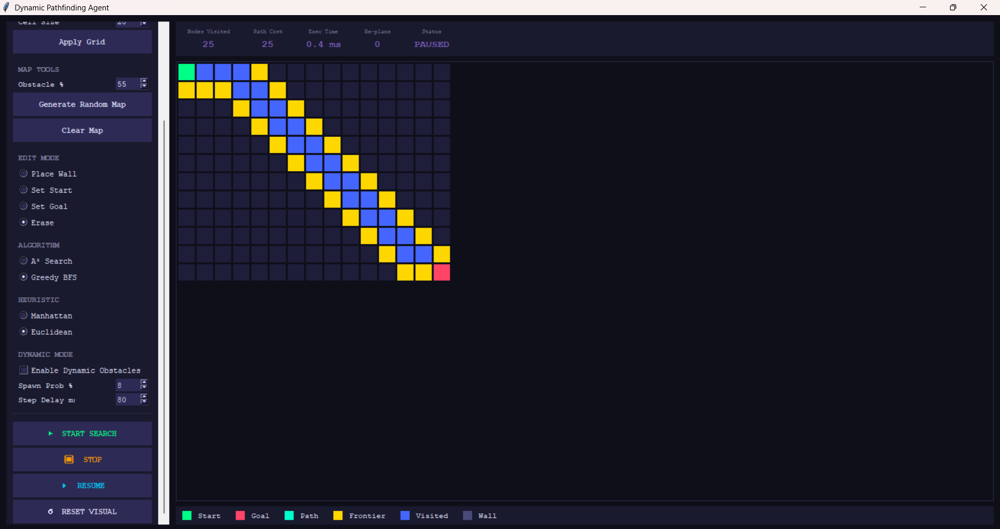 Dynamic Pathfinding Agent
Cell Size 20
Apply Grid
MAP TOOLS
Obstacle % 55
Generate Random Map
Clear Map
EDIT MODE
Place Wall
Set Start
Set Goal
Erase
ALGORITHM
A* Search
Greedy BFS
HEURISTIC
Manhattan
Euclidean
DYNAMIC MODE
Enable Dynamic Obstacles
Spawn Prob % 8
Step Delay ms 80
START SEARCH
STOP
RESUME
RESET VISUAL
Nodes Visited Path Cost Exec Time Re-plans Status
25 25 0.4 ms 0 PAUSED
Start Goal Path Frontier Visited Wall